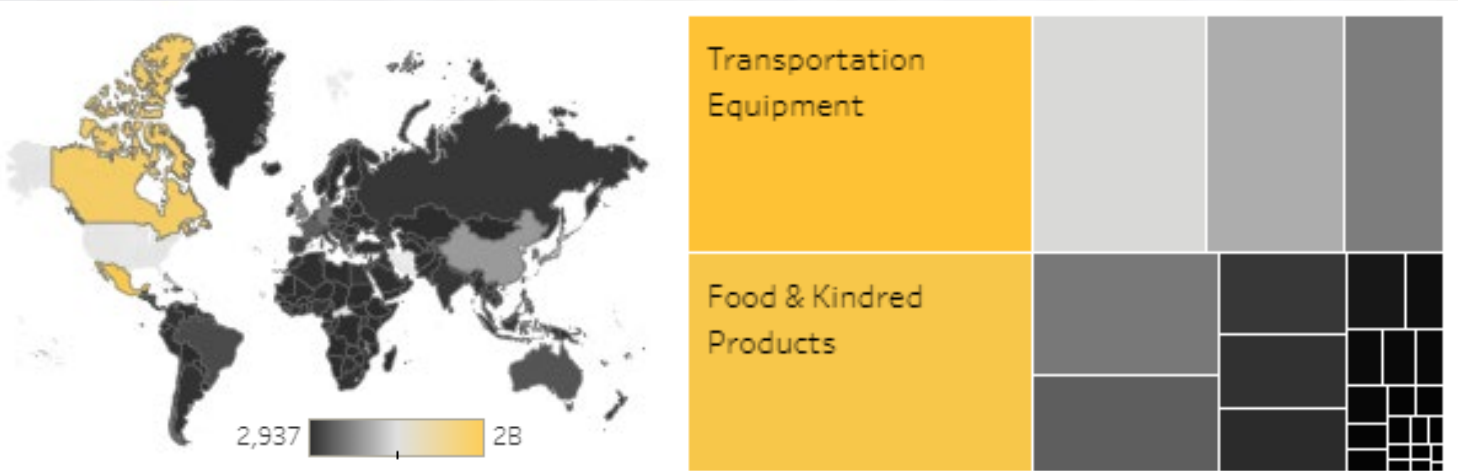 Transportation
Equipment
Food & Kindred
Products
2,937
2B